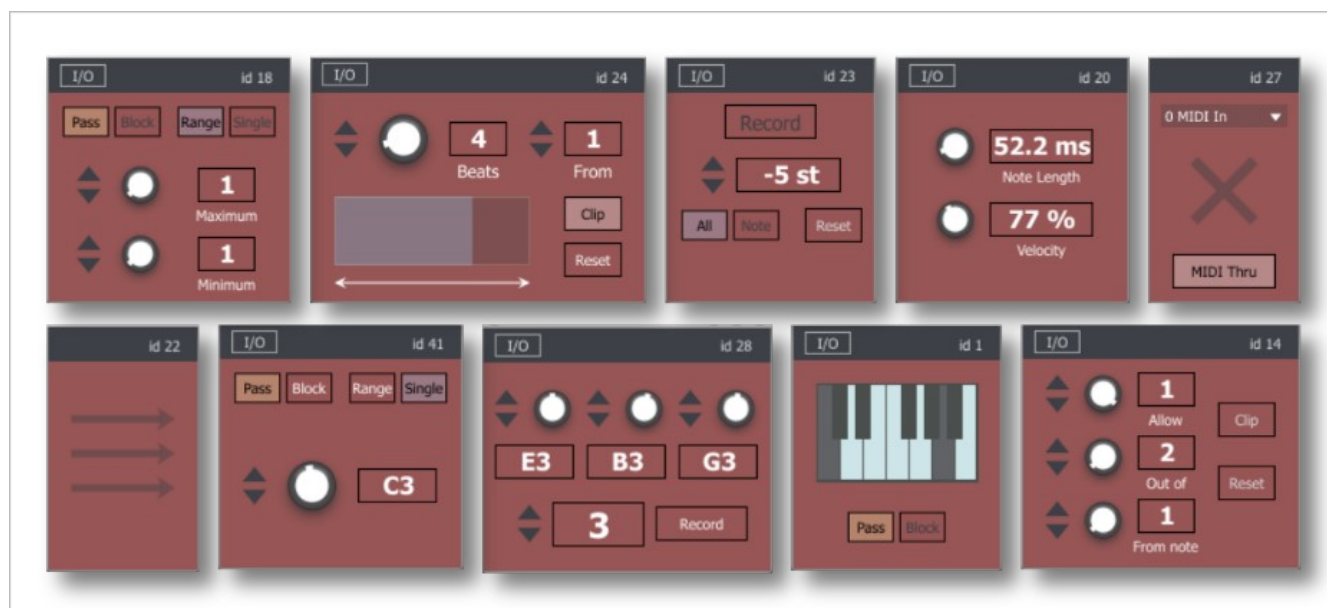 I/O id 18
Pass Block Range Single
1
Maximum
1
Minimum
I/O id 24
4 1
Beats From
Clip
Reset
I/O id 23
Record
-5 st
All Note Reset
I/O id 20
52.2 ms
Note Length
77 %
Velocity
id 27
0 MIDI In
MIDI Thru
id 22
I/O id 41
Pass Block Range Single
C3
I/O id 28
E3 B3 G3
3 Record
I/O id 1
Pass Block
I/O id 14
1
Allow Clip
2
Out of Reset
1
From note